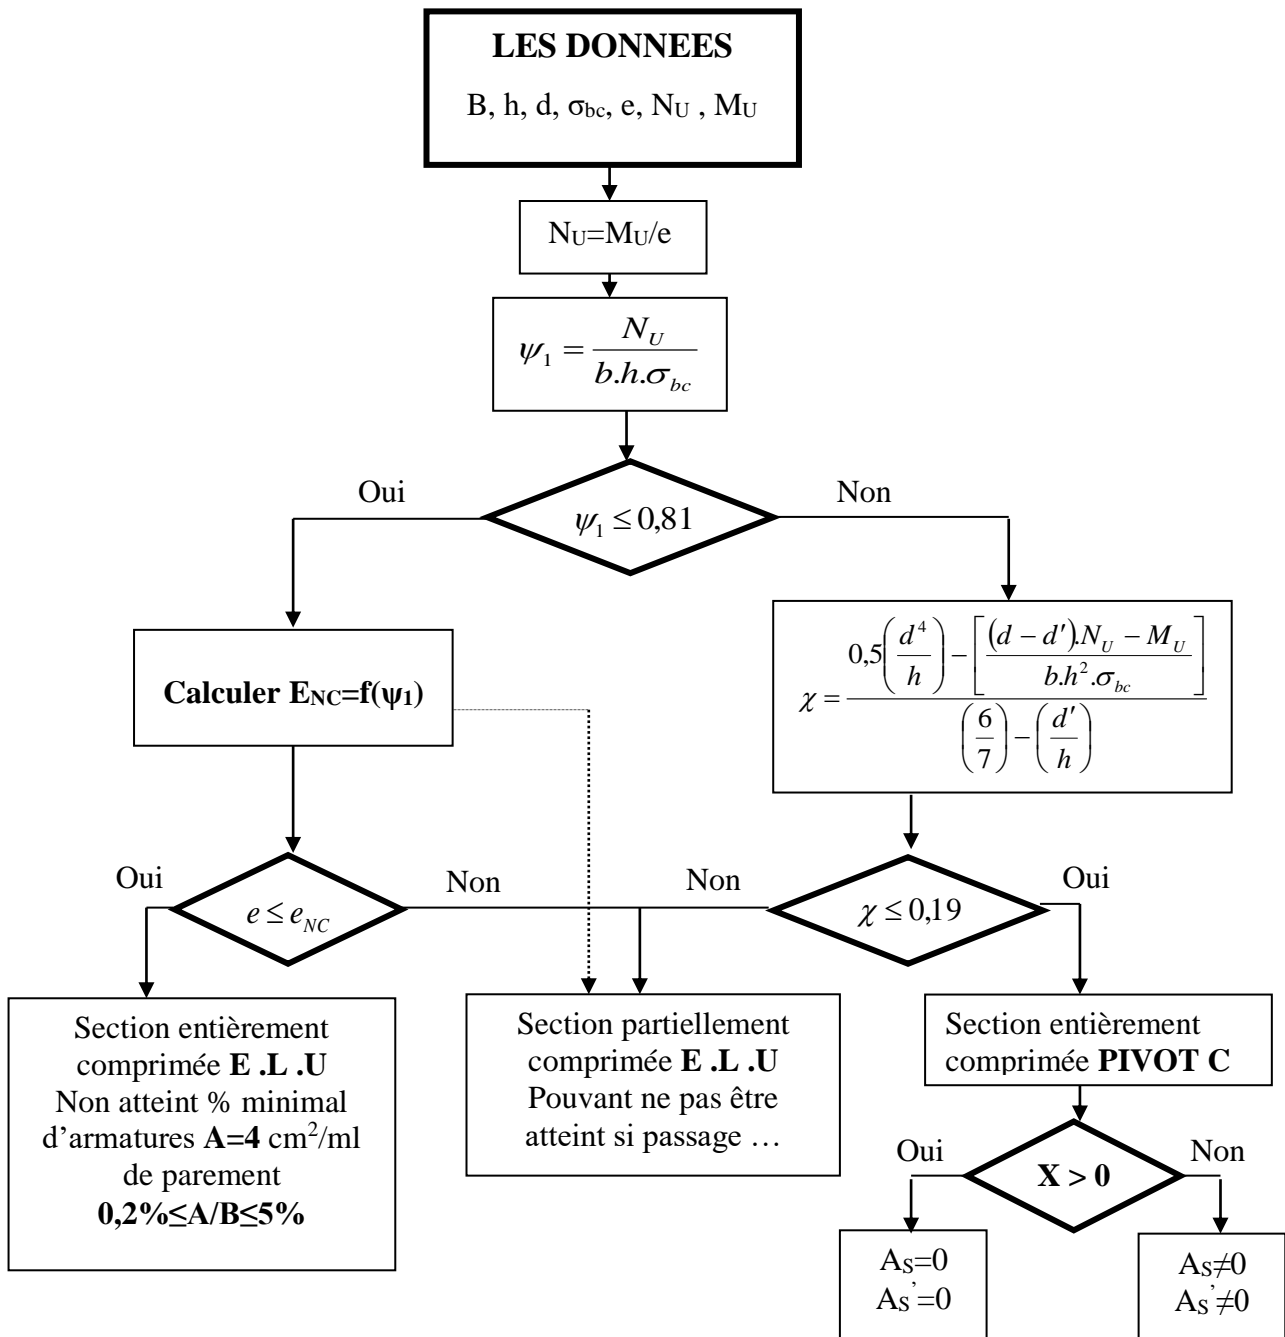 LES DONNEES
B, h, d, σbc, e, NU , MU
NU=MU/e
ψ₁ = NU / b.h.σbc
Oui
Non
ψ₁ ≤ 0,81
Calculer ENC=f(ψ1)
χ = (0,5(d⁴/h) − [((d − d′).NU − MU) / b.h².σbc]) / ((6/7) − (d′/h))
Oui
Non
Non
Oui
e ≤ eNC
χ ≤ 0,19
Section entièrement
comprimée E .L .U
Non atteint % minimal
d’armatures A=4 cm²/ml
de parement
0,2%≤A/B≤5%
Section partiellement
comprimée E .L .U
Pouvant ne pas être
atteint si passage …
Section entièrement
comprimée PIVOT C
Oui
Non
X > 0
AS=0
AS’=0
AS≠0
AS’≠0